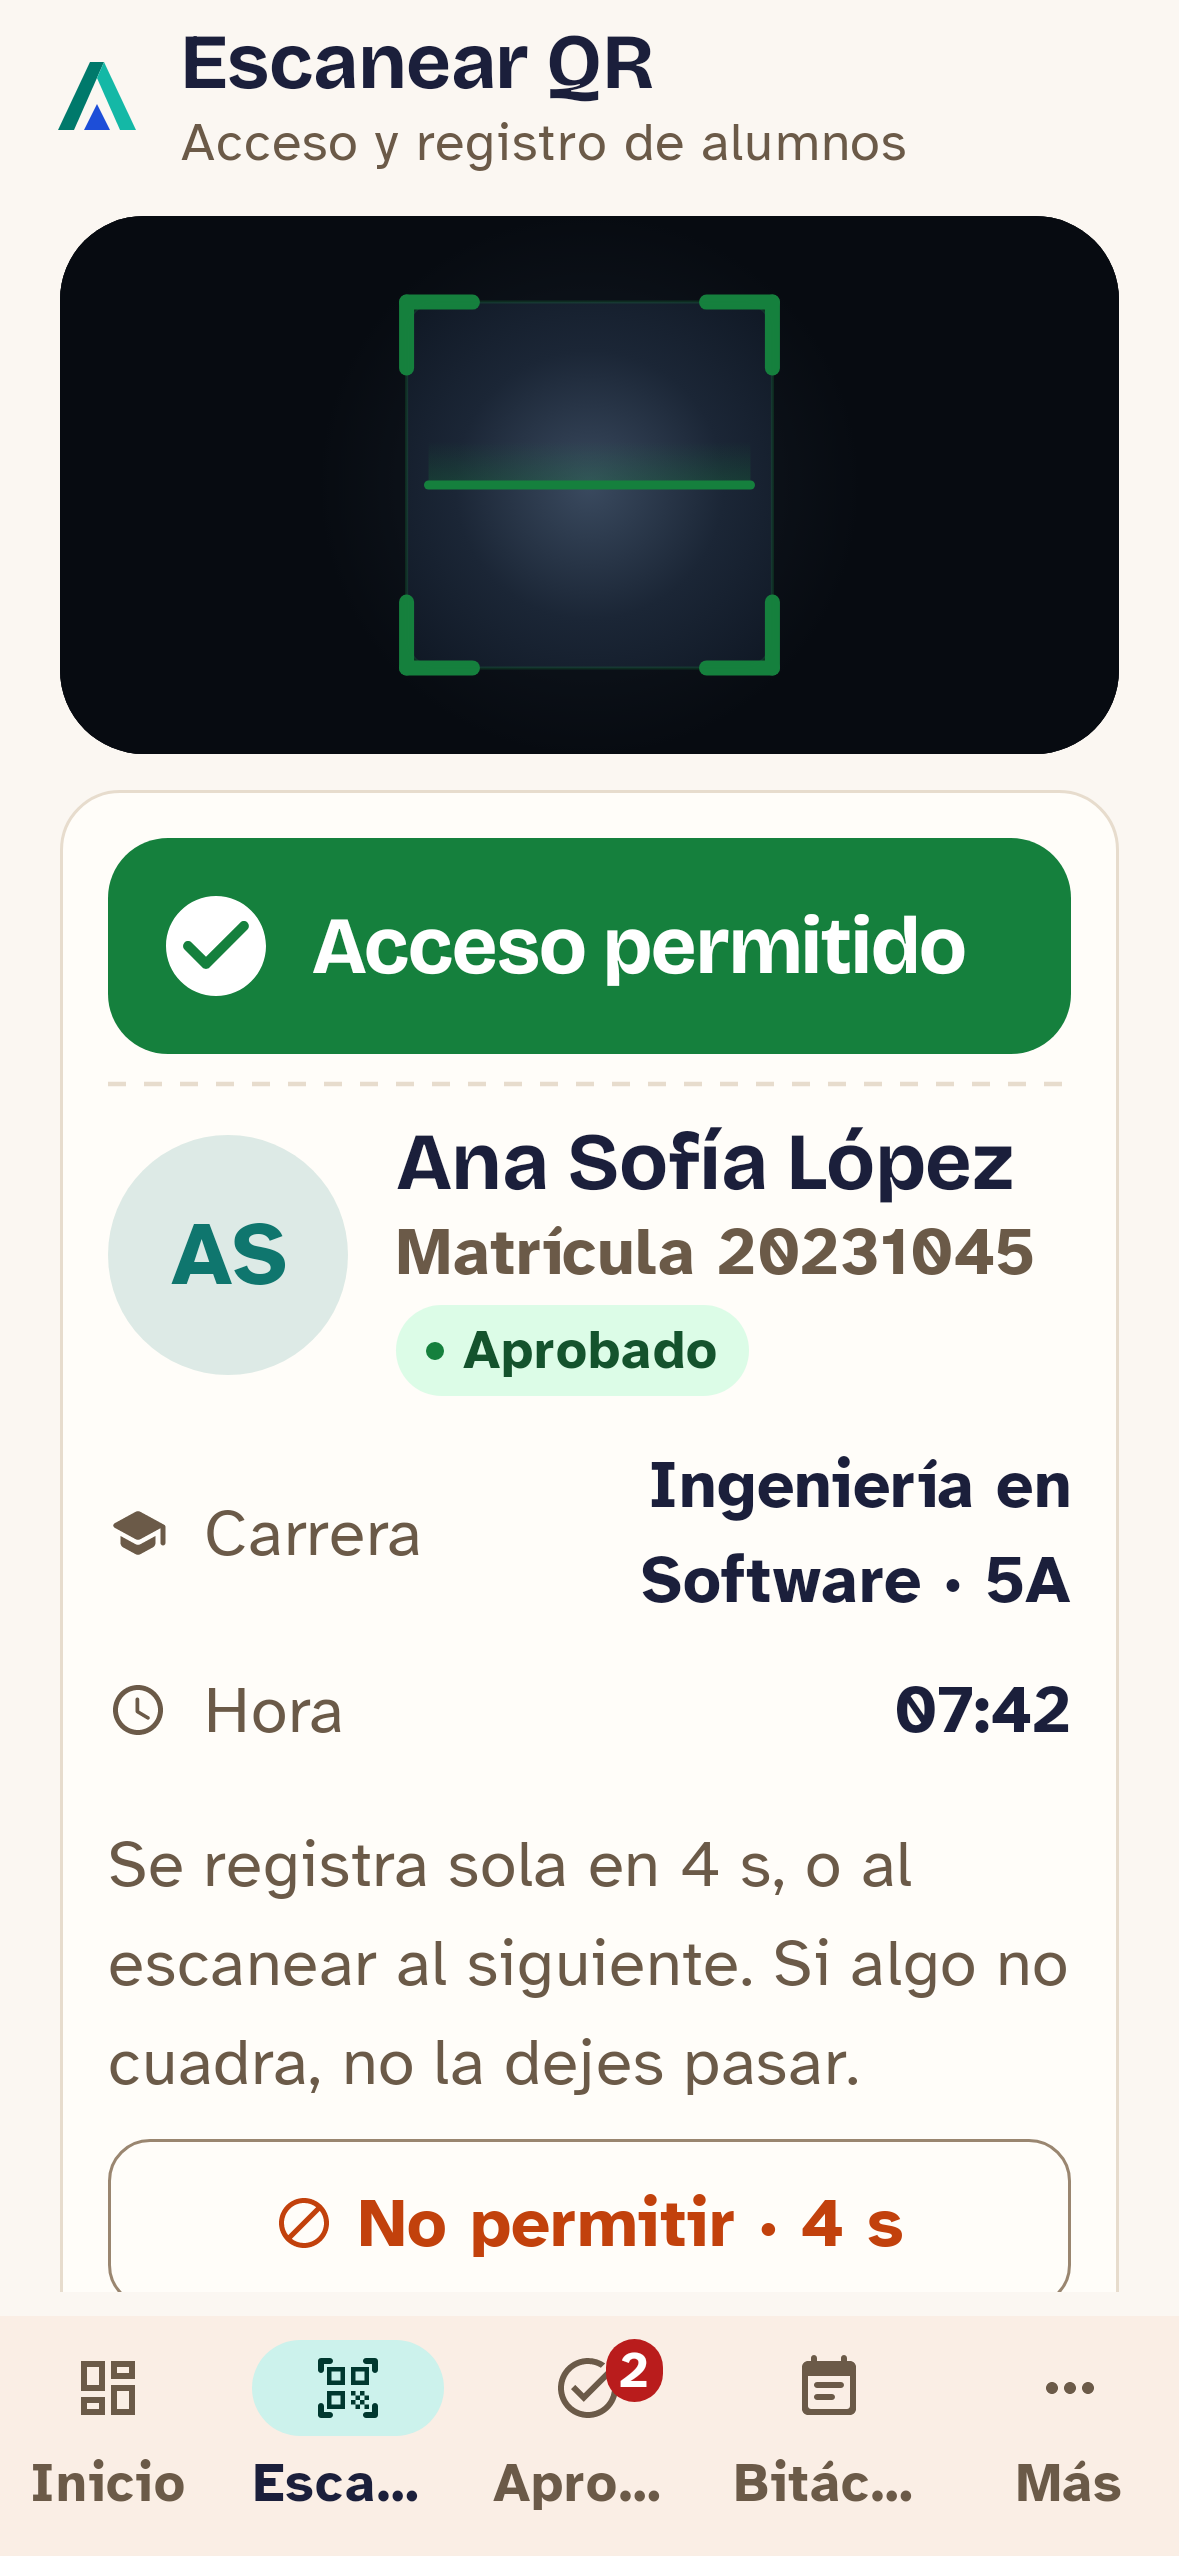 Escanear QR
Acceso y registro de alumnos
Acceso permitido
Ana Sofía López
AS
Matrícula 20231045
• Aprobado
Carrera
Ingeniería en
Software · 5A
Hora
07:42
Se registra sola en 4 s, o al
escanear al siguiente. Si algo no
cuadra, no la dejes pasar.
No permitir · 4 s
2
Inicio
Esca...
Apro...
Bitác...
Más